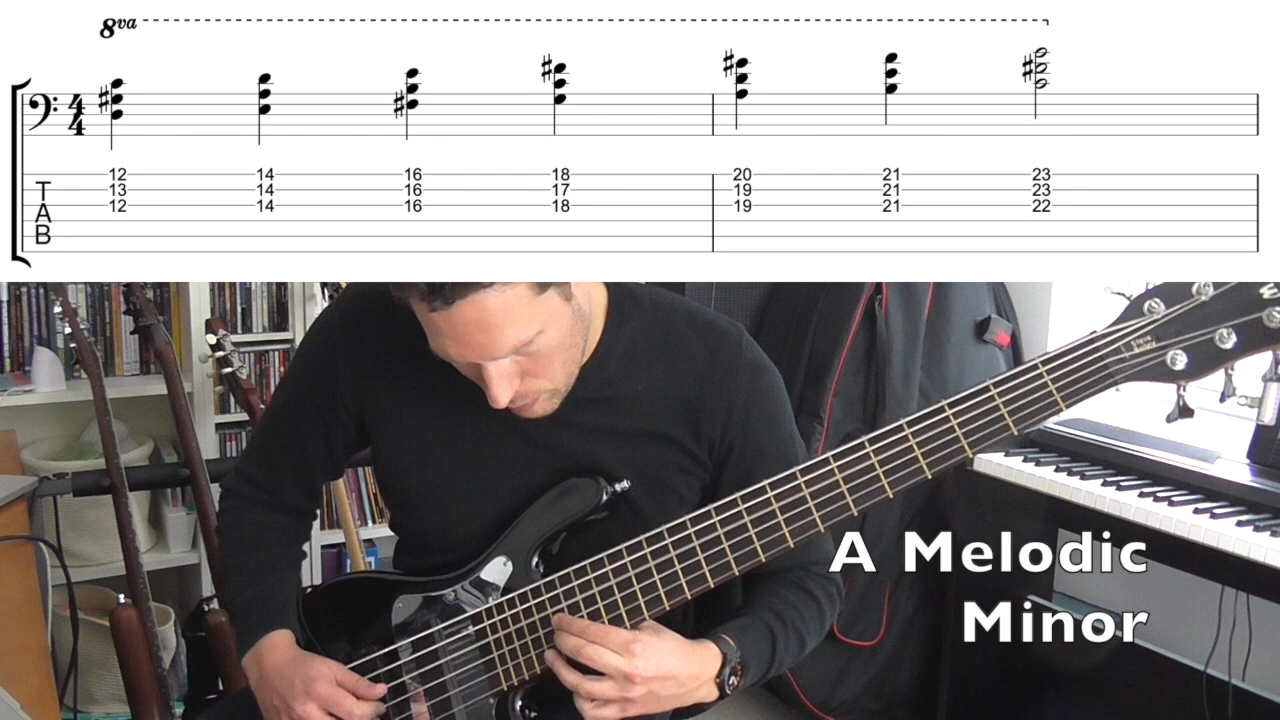 8va
4
4
12 14 16 18 20 21 23
T 13 14 16 17 19 21 23
A 12 14 16 18 19 21 22
B
A Melodic
Minor